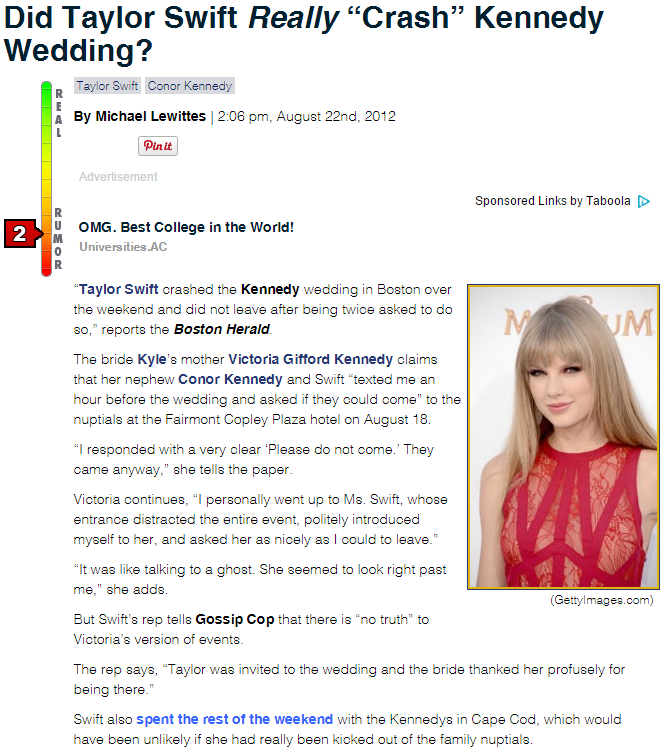 Did Taylor Swift Really “Crash” Kennedy
Wedding?
Taylor Swift Conor Kennedy
REAL
By Michael Lewittes | 2:06 pm, August 22nd, 2012
Pin it
Advertisement
Sponsored Links by Taboola
RUMOR
2
OMG. Best College in the World!
Universities.AC
“Taylor Swift crashed the Kennedy wedding in Boston over
the weekend and did not leave after being twice asked to do
so,” reports the Boston Herald.
The bride Kyle’s mother Victoria Gifford Kennedy claims
that her nephew Conor Kennedy and Swift “texted me an
hour before the wedding and asked if they could come” to the
nuptials at the Fairmont Copley Plaza hotel on August 18.
“I responded with a very clear ‘Please do not come.’ They
came anyway,” she tells the paper.
Victoria continues, “I personally went up to Ms. Swift, whose
entrance distracted the entire event, politely introduced
myself to her, and asked her as nicely as I could to leave.”
“It was like talking to a ghost. She seemed to look right past
me,” she adds.
(GettyImages.com)
But Swift’s rep tells Gossip Cop that there is “no truth” to
Victoria’s version of events.
The rep says, “Taylor was invited to the wedding and the bride thanked her profusely for
being there.”
Swift also spent the rest of the weekend with the Kennedys in Cape Cod, which would
have been unlikely if she had really been kicked out of the family nuptials.